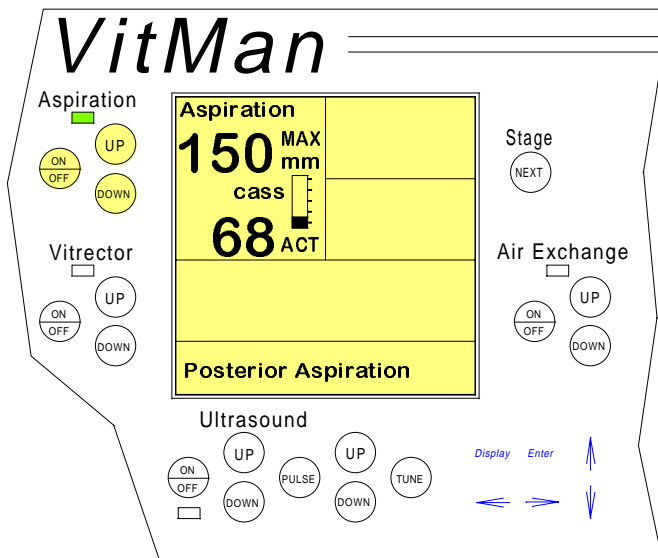 VitMan
Aspiration
UP
ON
OFF
DOWN
Aspiration
150 MAX
mm
cass
68 ACT
Posterior Aspiration
Stage
NEXT
Vitrector
UP
ON
OFF
DOWN
Air Exchange
UP
ON
OFF
DOWN
Ultrasound
ON
OFF
UP
DOWN
PULSE
UP
DOWN
TUNE
Display Enter